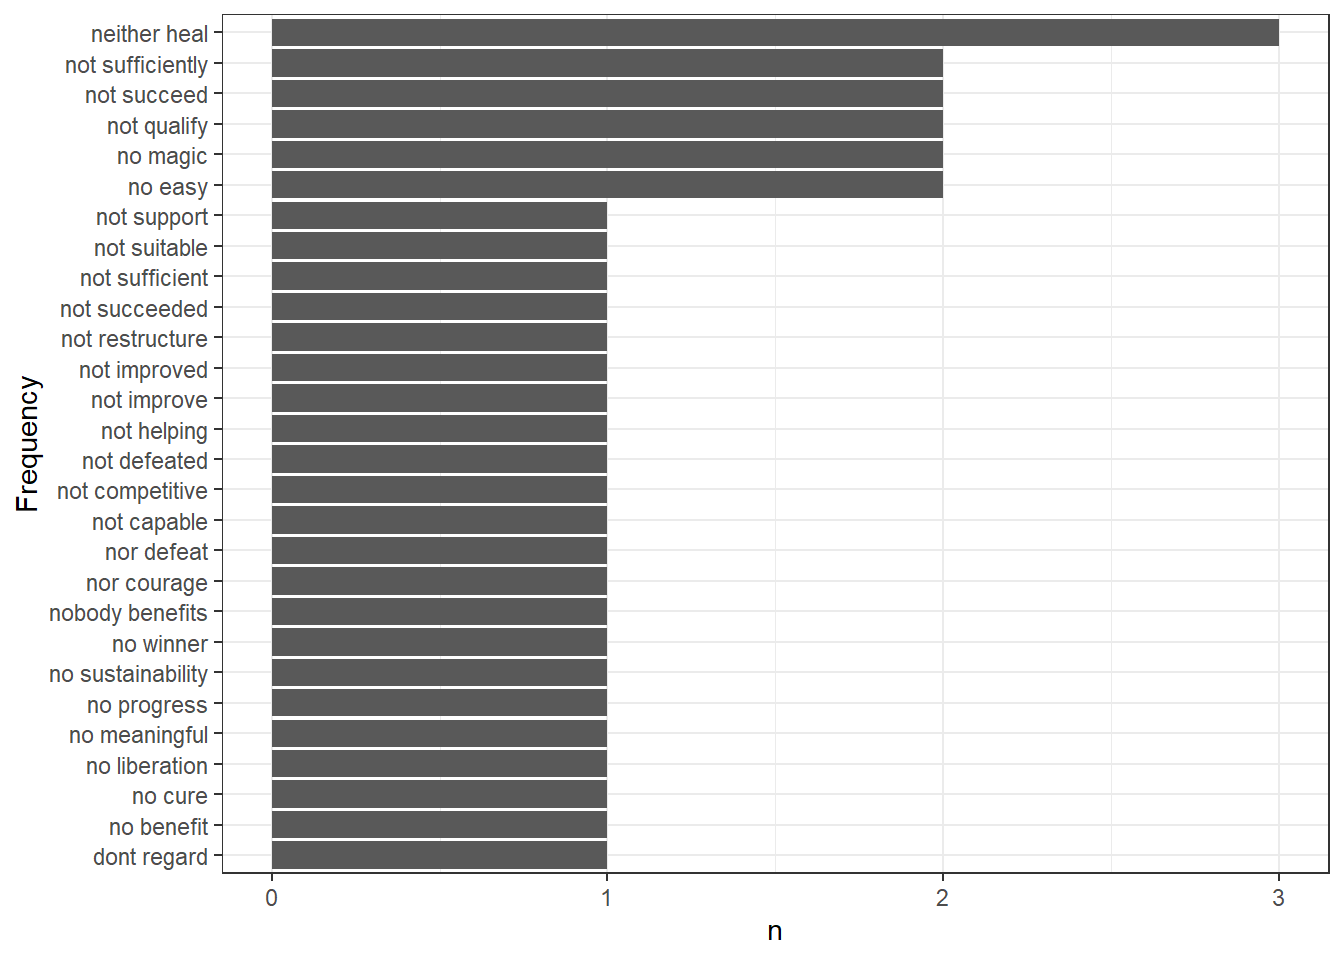 neither heal
not sufficiently
not succeed
not qualify
no magic
no easy
not support
not suitable
not sufficient
not succeeded
not restructure
not improved
not improve
not helping
not defeated
not competitive
not capable
nor defeat
nor courage
nobody benefits
no winner
no sustainability
no progress
no meaningful
no liberation
no cure
no benefit
dont regard
Frequency
0 1 2 3
n